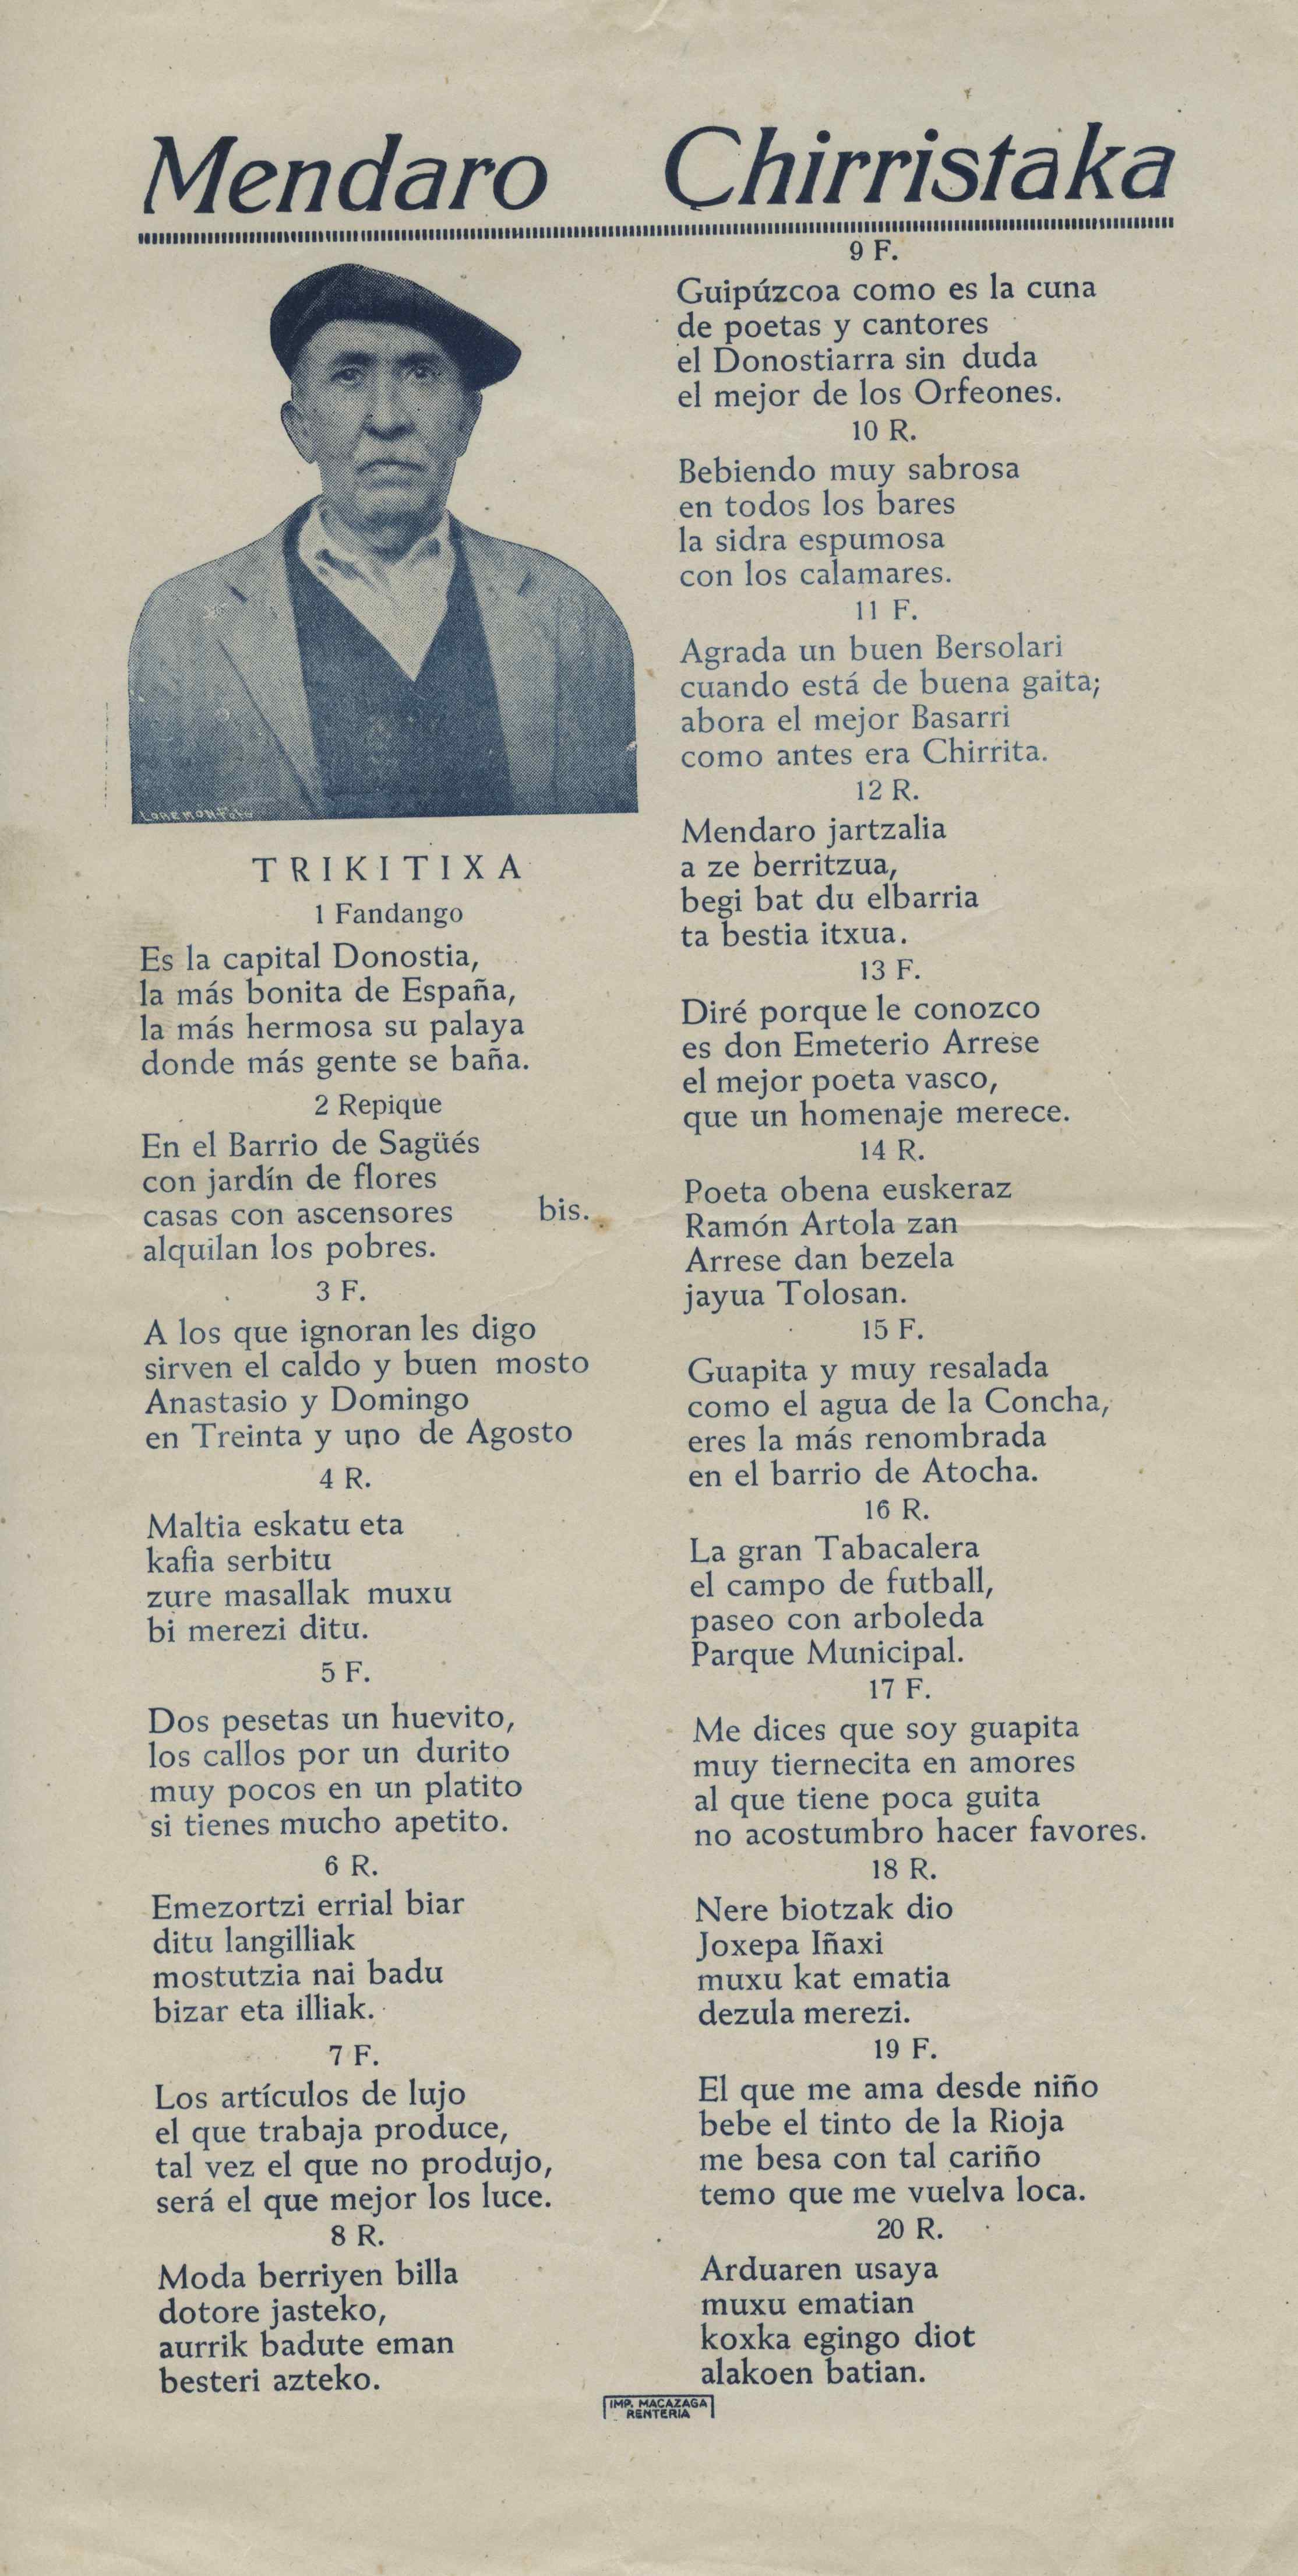 Mendaro Chirristaka
TRIKITIXA
1 Fandango
Es la capital Donostia,
la más bonita de España,
la más hermosa su palaya
donde más gente se baña.
2 Repique
En el Barrio de Sagüés
con jardín de flores
casas con ascensores bis.
alquilan los pobres.
3 F.
A los que ignoran les digo
sirven el caldo y buen mosto
Anastasio y Domingo
en Treinta y uno de Agosto
4 R.
Maltia eskatu eta
kafia serbitu
zure masallak muxu
bi merezi ditu.
5 F.
Dos pesetas un huevito,
los callos por un durito
muy pocos en un platito
si tienes mucho apetito.
6 R.
Emezortzi errial biar
ditu langilliak
mostutzia nai badu
bizar eta illiak.
7 F.
Los artículos de lujo
el que trabaja produce,
tal vez el que no produjo,
será el que mejor los luce.
8 R.
Moda berriyen billa
dotore jasteko,
aurrik badute eman
besteri azteko.
9 F.
Guipúzcoa como es la cuna
de poetas y cantores
el Donostiarra sin duda
el mejor de los Orfeones.
10 R.
Bebiendo muy sabrosa
en todos los bares
la sidra espumosa
con los calamares.
11 F.
Agrada un buen Bersolari
cuando está de buena gaita;
abora el mejor Basarri
como antes era Chirrita.
12 R.
Mendaro jartzalia
a ze berritzua,
begi bat du elbarria
ta bestia itxua.
13 F.
Diré porque le conozco
es don Emeterio Arrese
el mejor poeta vasco,
que un homenaje merece.
14 R.
Poeta obena euskeraz
Ramón Artola zan
Arrese dan bezela
jayua Tolosan.
15 F.
Guapita y muy resalada
como el agua de la Concha,
eres la más renombrada
en el barrio de Atocha.
16 R.
La gran Tabacalera
el campo de futball,
paseo con arboleda
Parque Municipal.
17 F.
Me dices que soy guapita
muy tiernecita en amores
al que tiene poca guita
no acostumbro hacer favores.
18 R.
Nere biotzak dio
Joxepa Iñaxi
muxu kat ematia
dezula merezi.
19 F.
El que me ama desde niño
bebe el tinto de la Rioja
me besa con tal cariño
temo que me vuelva loca.
20 R.
Arduaren usaya
muxu ematian
koxka egingo diot
alakoen batian.
IMP. MACAZAGA
RENTERIA